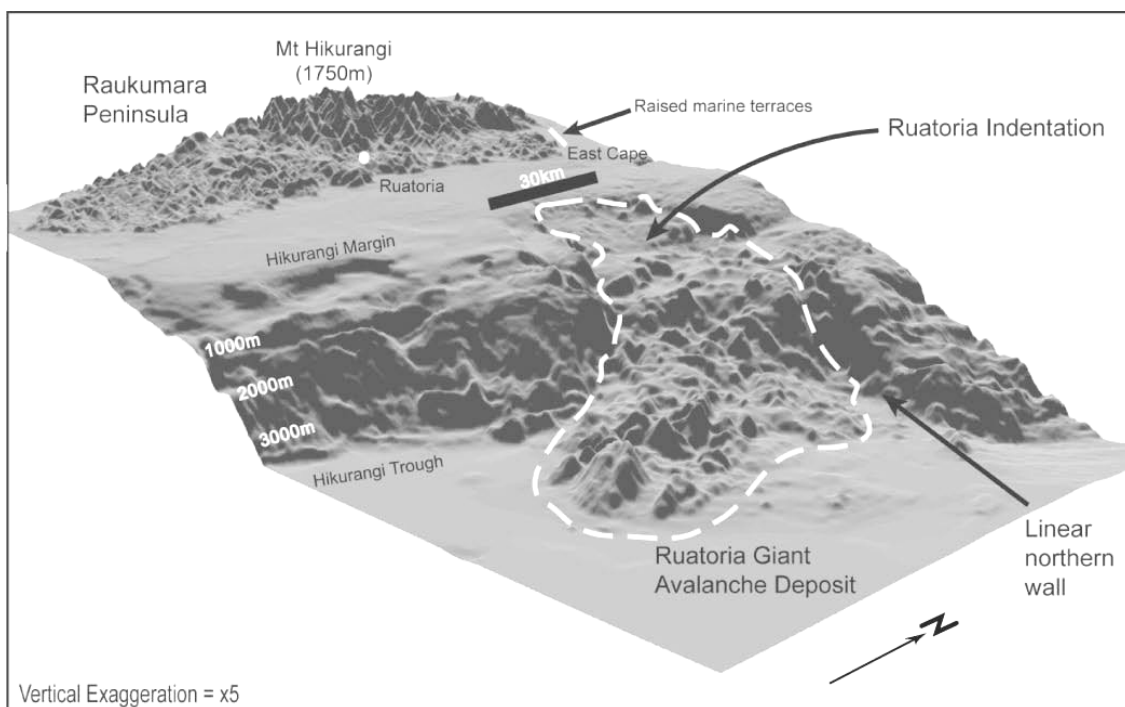 Mt Hikurangi
(1750m)
Raukumara
Peninsula
Raised marine terraces
Ruatoria Indentation
East Cape
Ruatoria
30km
Hikurangi Margin
1000m
2000m
3000m
Hikurangi Trough
Ruatoria Giant
Avalanche Deposit
Linear
northern
wall
N
Vertical Exaggeration = x5